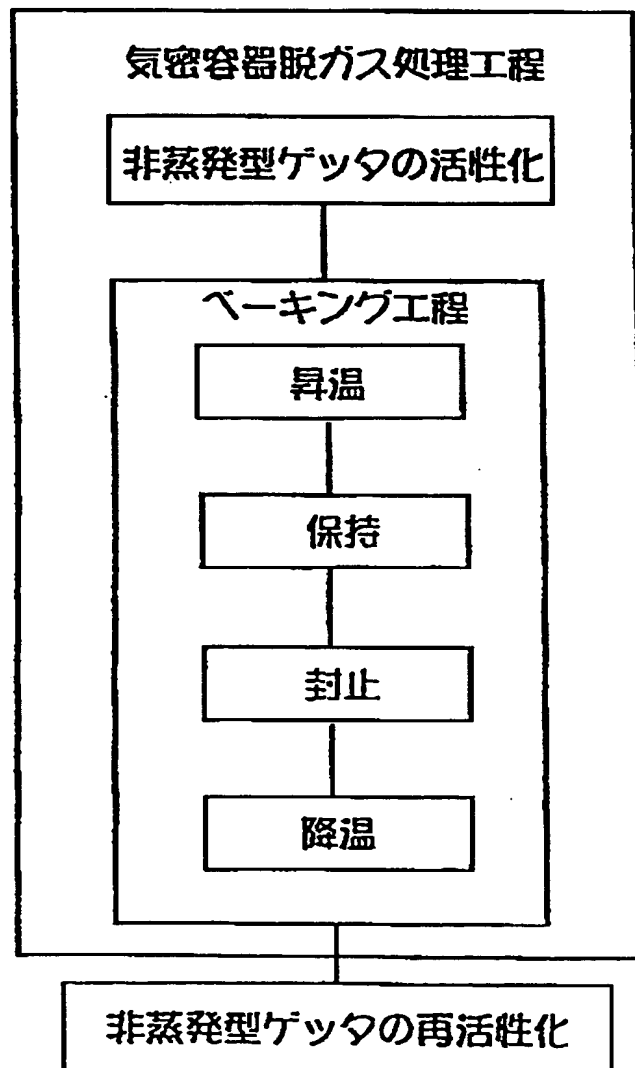 気密容器脱ガス処理工程
非蒸発型ゲッタの活性化
ベーキング工程
昇温
保持
封止
降温
非蒸発型ゲッタの再活性化